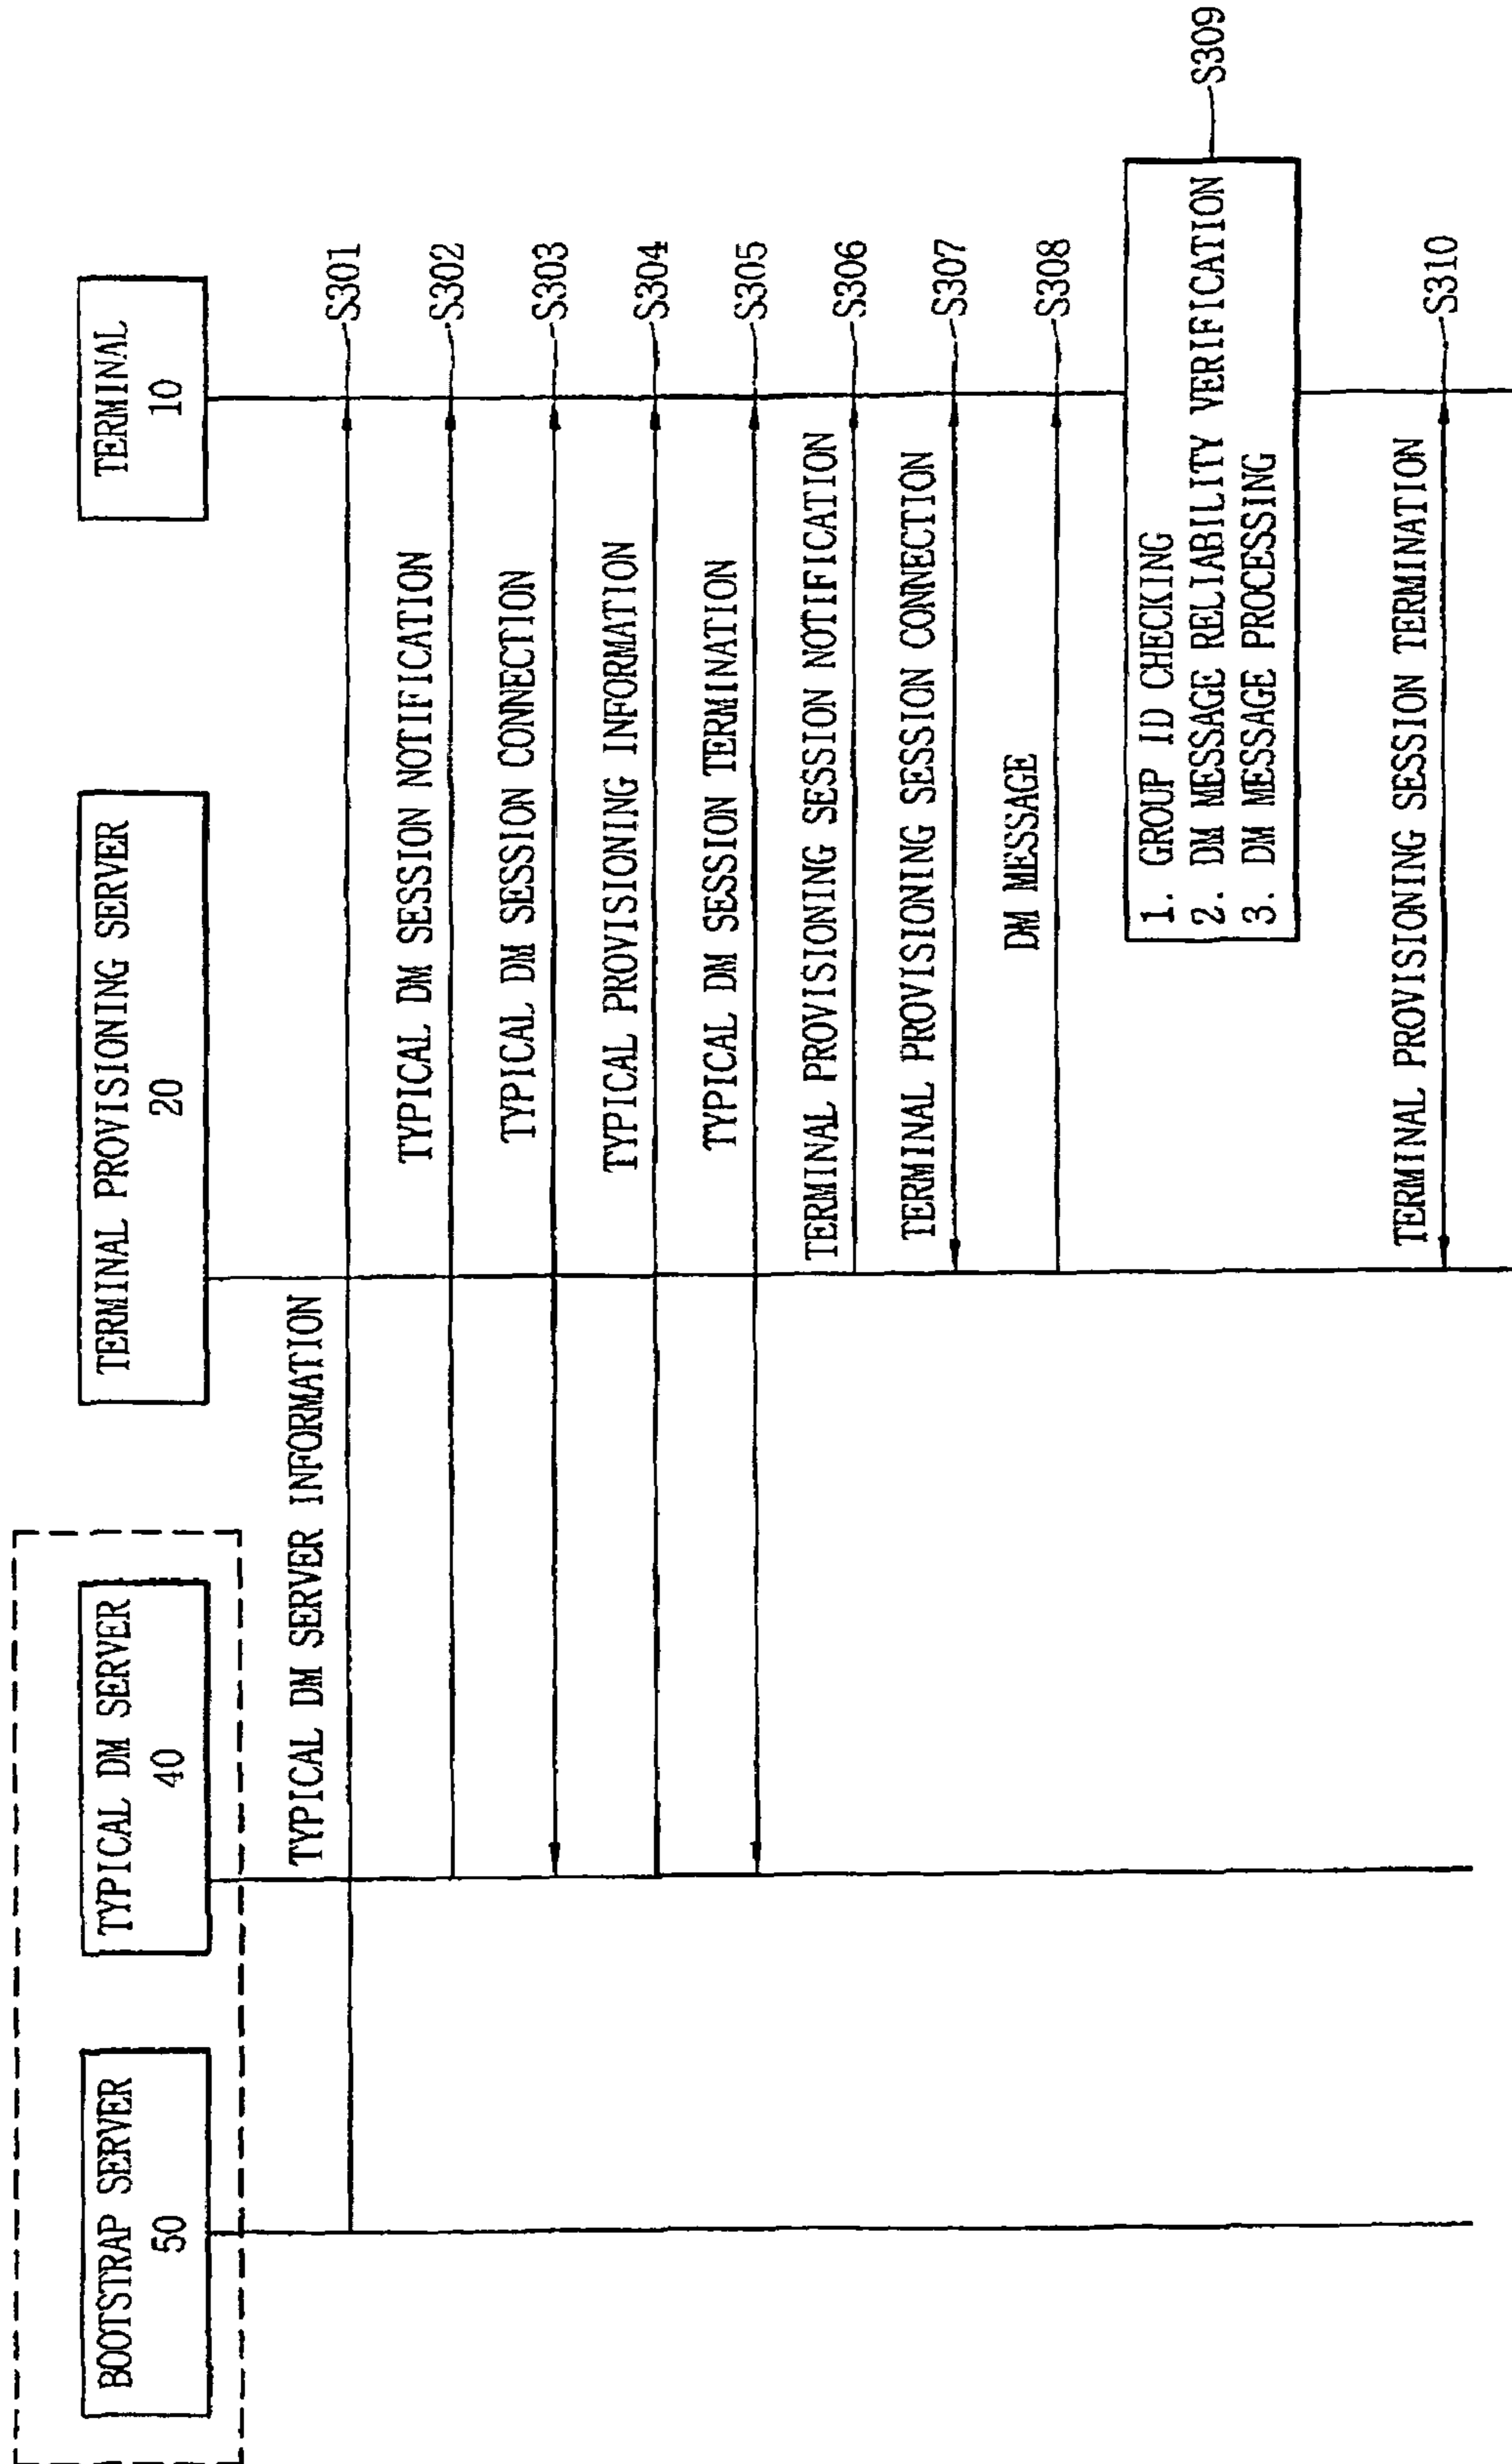 BOOTSTRAP SERVER
50
TYPICAL DM SERVER
40
TERMINAL PROVISIONING SERVER
20
TERMINAL
10
TYPICAL DM SERVER INFORMATION
S301
TYPICAL DM SESSION NOTIFICATION
S302
TYPICAL DM SESSION CONNECTION
S303
TYPICAL PROVISIONING INFORMATION
S304
TYPICAL DM SESSION TERMINATION
S305
TERMINAL PROVISIONING SESSION NOTIFICATION
S306
TERMINAL PROVISIONING SESSION CONNECTION
S307
DM MESSAGE
S308
1. GROUP ID CHECKING
2. DM MESSAGE RELIABILITY VERIFICATION
3. DM MESSAGE PROCESSING
S309
TERMINAL PROVISIONING SESSION TERMINATION
S310